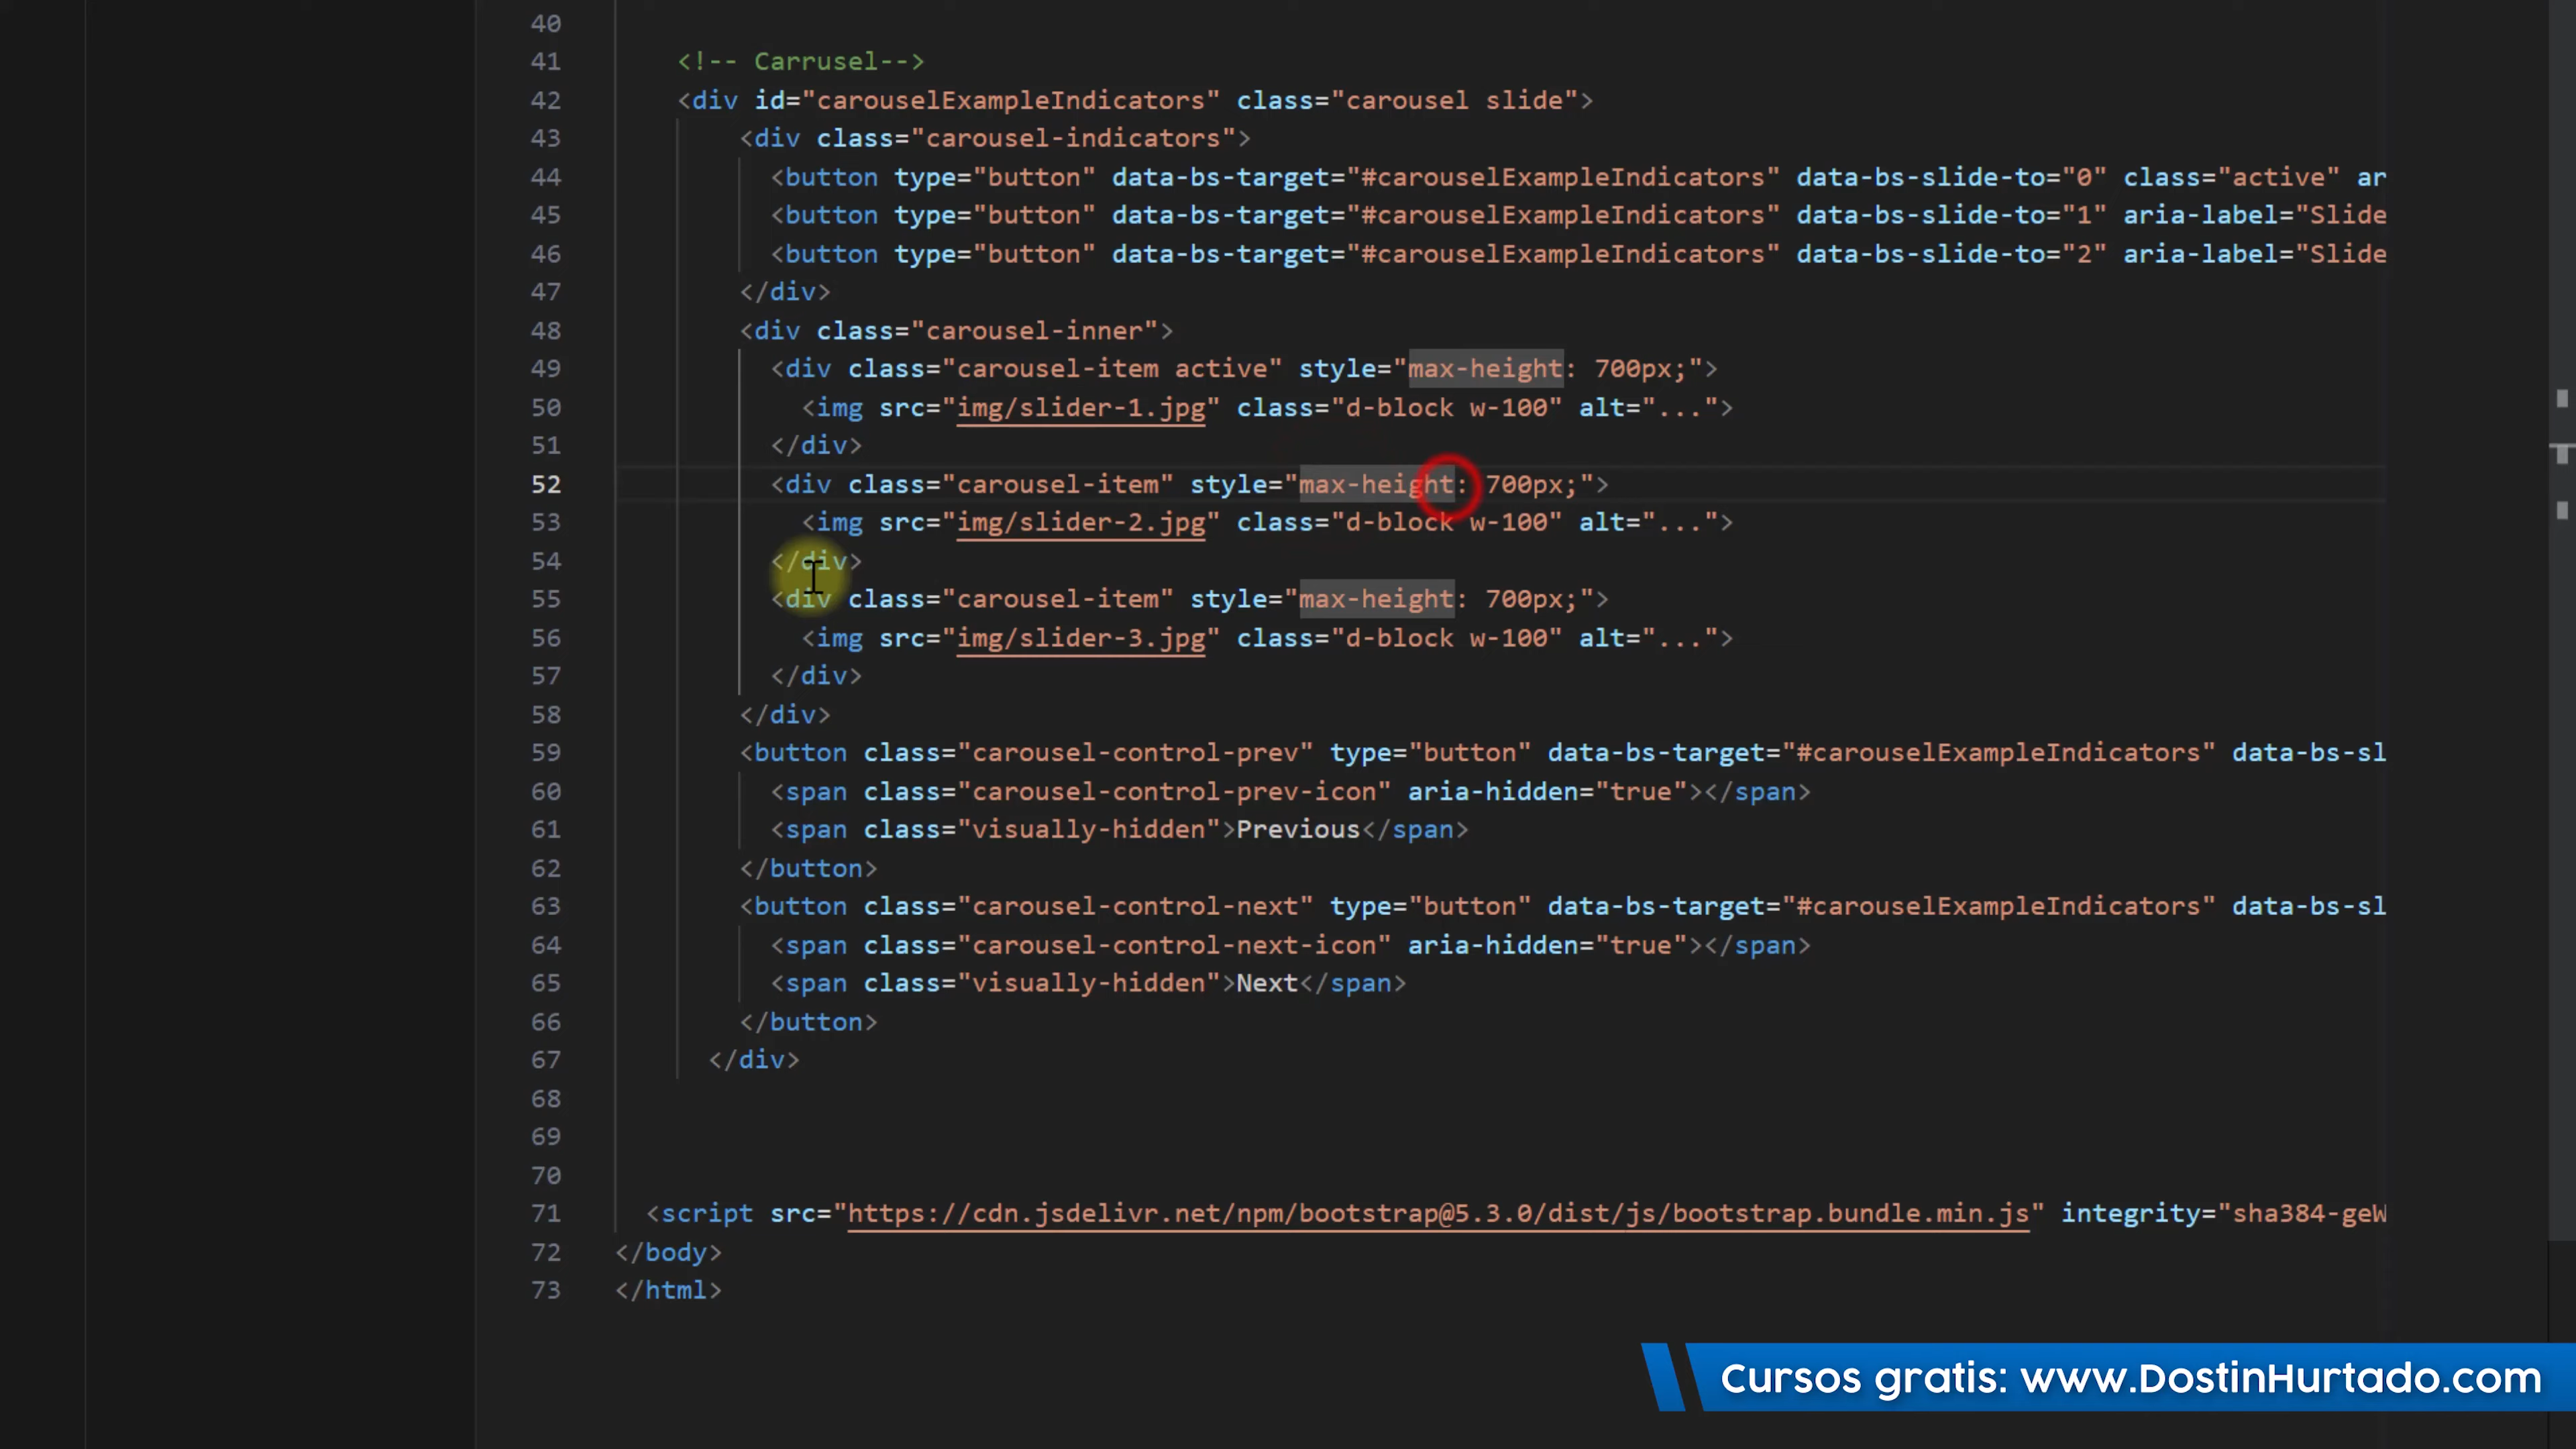 40
41 <!-- Carrusel-->
42 <div id="carouselExampleIndicators" class="carousel slide">
43 <div class="carousel-indicators">
44 <button type="button" data-bs-target="#carouselExampleIndicators" data-bs-slide-to="0" class="active" ar
45 <button type="button" data-bs-target="#carouselExampleIndicators" data-bs-slide-to="1" aria-label="Slide
46 <button type="button" data-bs-target="#carouselExampleIndicators" data-bs-slide-to="2" aria-label="Slide
47 </div>
48 <div class="carousel-inner">
49 <div class="carousel-item active" style="max-height: 700px;">
50 <img src="img/slider-1.jpg" class="d-block w-100" alt="...">
51 </div>
52 <div class="carousel-item" style="max-height: 700px;">
53 <img src="img/slider-2.jpg" class="d-block w-100" alt="...">
54 </div>
55 <div class="carousel-item" style="max-height: 700px;">
56 <img src="img/slider-3.jpg" class="d-block w-100" alt="...">
57 </div>
58 </div>
59 <button class="carousel-control-prev" type="button" data-bs-target="#carouselExampleIndicators" data-bs-sl
60 <span class="carousel-control-prev-icon" aria-hidden="true"></span>
61 <span class="visually-hidden">Previous</span>
62 </button>
63 <button class="carousel-control-next" type="button" data-bs-target="#carouselExampleIndicators" data-bs-sl
64 <span class="carousel-control-next-icon" aria-hidden="true"></span>
65 <span class="visually-hidden">Next</span>
66 </button>
67 </div>
68
69
70
71 <script src="https://cdn.jsdelivr.net/npm/bootstrap@5.3.0/dist/js/bootstrap.bundle.min.js" integrity="sha384-geW
72 </body>
73 </html>
Cursos gratis: www.DostinHurtado.com